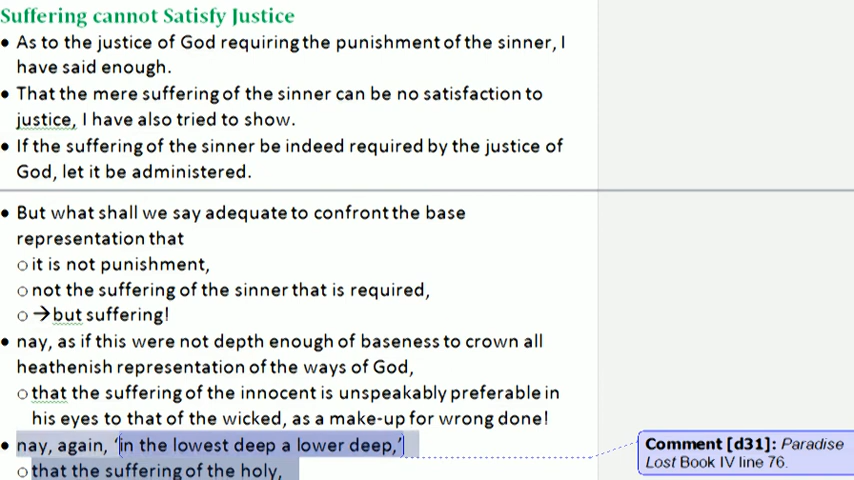 Suffering cannot Satisfy Justice
● As to the justice of God requiring the punishment of the sinner, I
have said enough.
● That the mere suffering of the sinner can be no satisfaction to
justice, I have also tried to show.
● If the suffering of the sinner be indeed required by the justice of
God, let it be administered.
● But what shall we say adequate to confront the base
representation that
○ it is not punishment,
○ not the suffering of the sinner that is required,
○ →but suffering!
● nay, as if this were not depth enough of baseness to crown all
heathenish representation of the ways of God,
○ that the suffering of the innocent is unspeakably preferable in
his eyes to that of the wicked, as a make-up for wrong done!
● nay, again, ‘in the lowest deep a lower deep,’
○ that the suffering of the holy,
Comment [d31]: Paradise
Lost Book IV line 76.